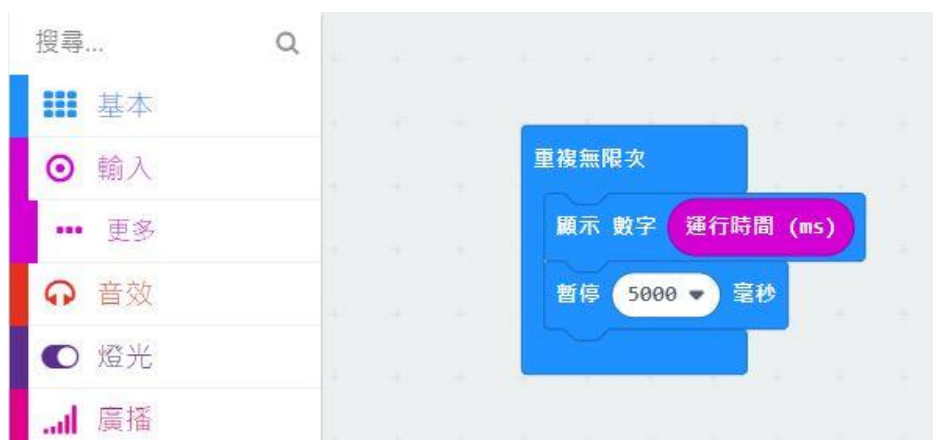 搜尋...
基本
輸入
更多
音效
燈光
廣播
重複無限次
顯示 數字 運行時間 (ms)
暫停 5000 毫秒